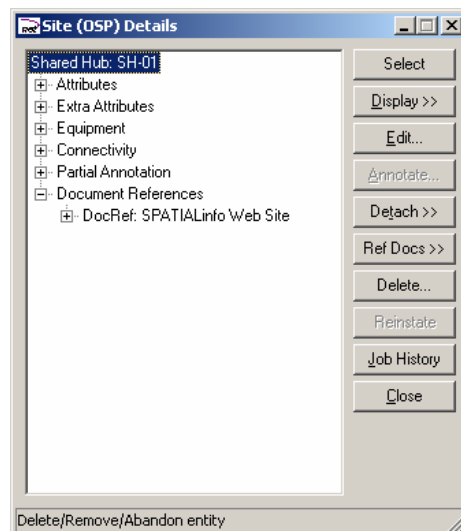 Site (OSP) Details
Shared Hub: SH-01
Attributes
Extra Attributes
Equipment
Connectivity
Partial Annotation
Document References
DocRef: SPATIALinfo Web Site
Select
Display >>
Edit...
Annotate...
Detach >>
Ref Docs >>
Delete...
Reinstate
Job History
Close
Delete/Remove/Abandon entity